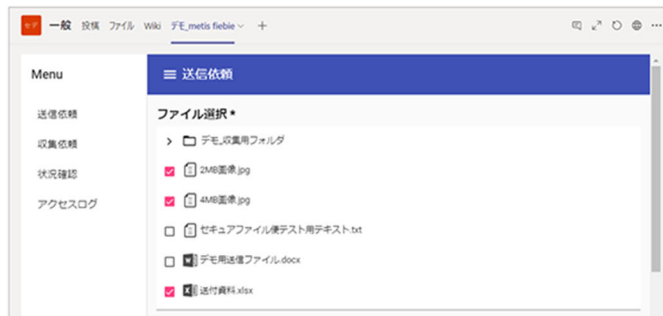 セデ 一般 投稿 ファイル Wiki デモ_metis fiebie +
Menu
送信依頼
収集依頼
状況確認
アクセスログ
送信依頼
ファイル選択 *
デモ_収集用フォルダ
2MB画像.jpg
4MB画像.jpg
セキュアファイル便テスト用テキスト.txt
デモ用送信ファイル.docx
送付資料.xlsx